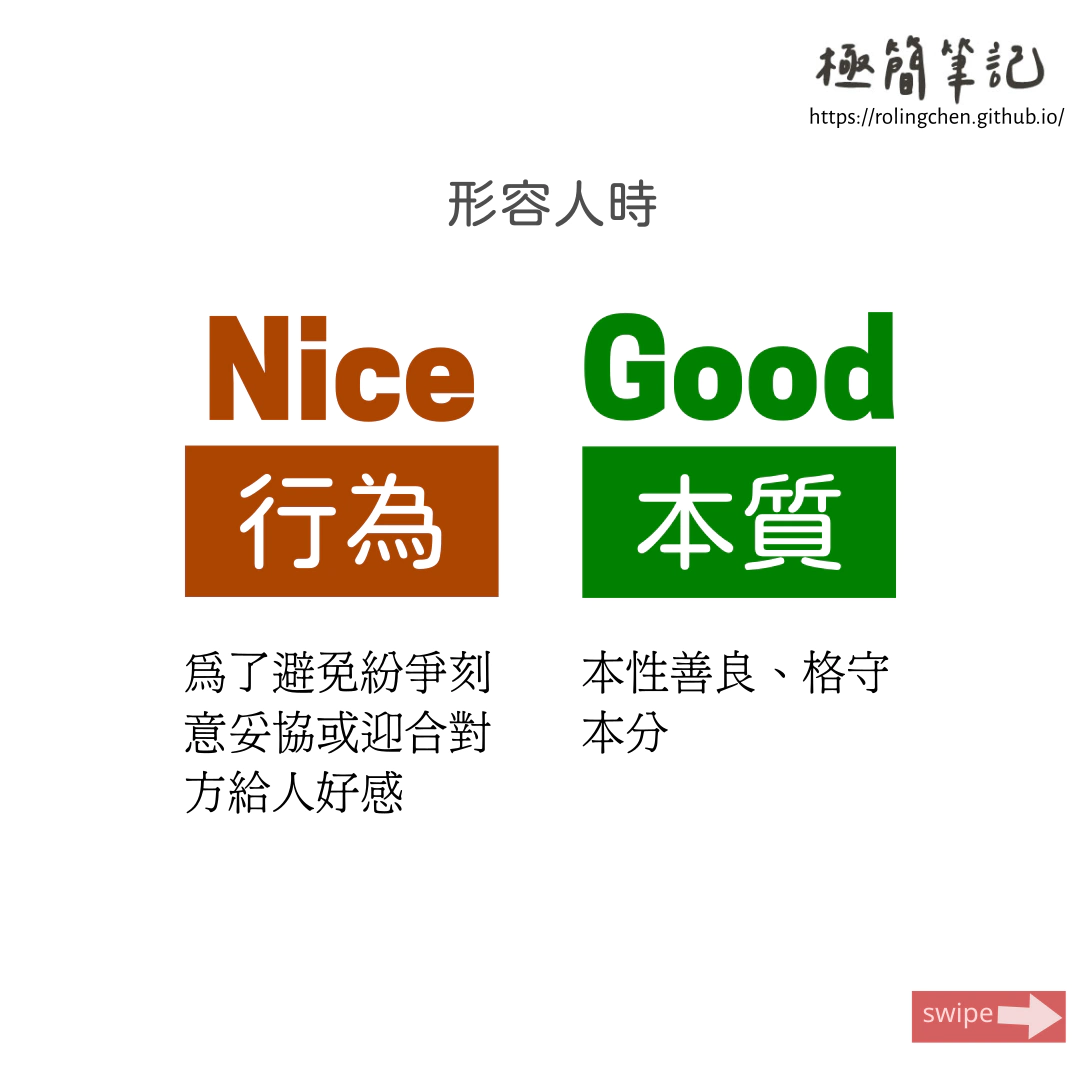 極簡筆記
https://rolingchen.github.io/
形容人時
Nice
行為
為了避免紛爭刻
意妥協或迎合對
方給人好感
Good
本質
本性善良、格守
本分
swipe